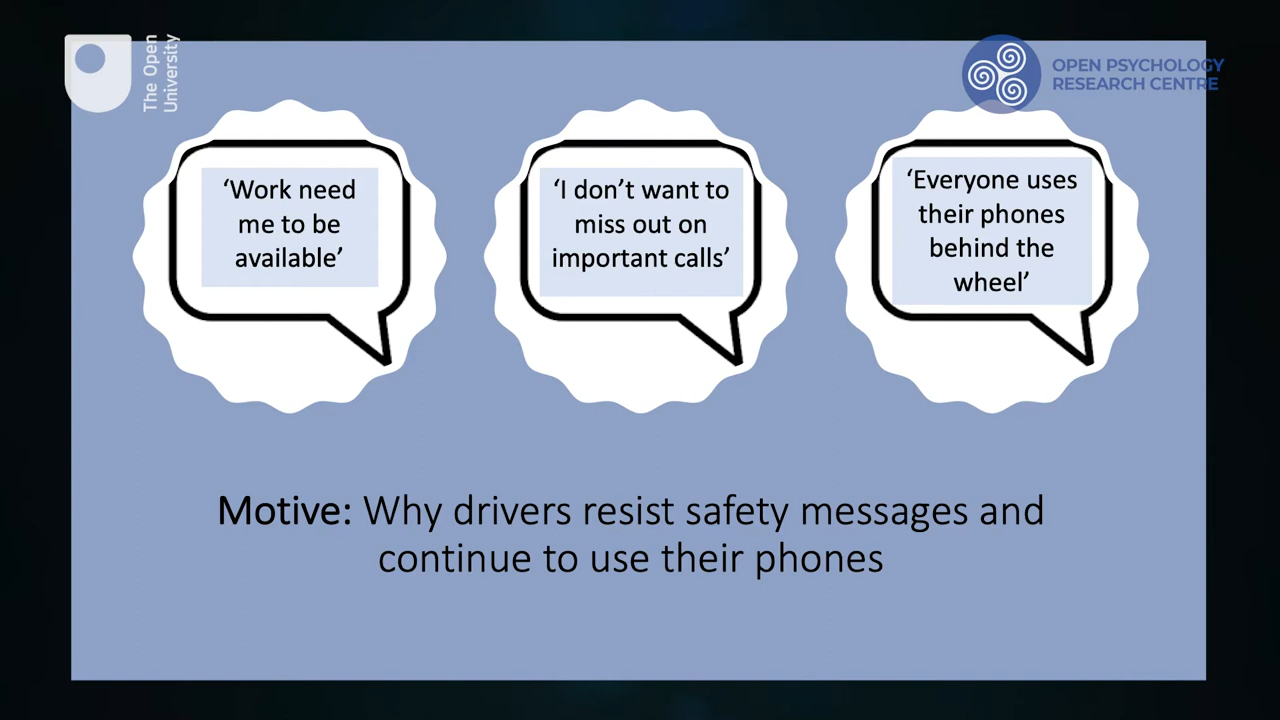 The Open
University
OPEN PSYCHOLOGY
RESEARCH CENTRE
‘Work need
me to be
available’
‘I don’t want to
miss out on
important calls’
‘Everyone uses
their phones
behind the
wheel’
Motive: Why drivers resist safety messages and
continue to use their phones